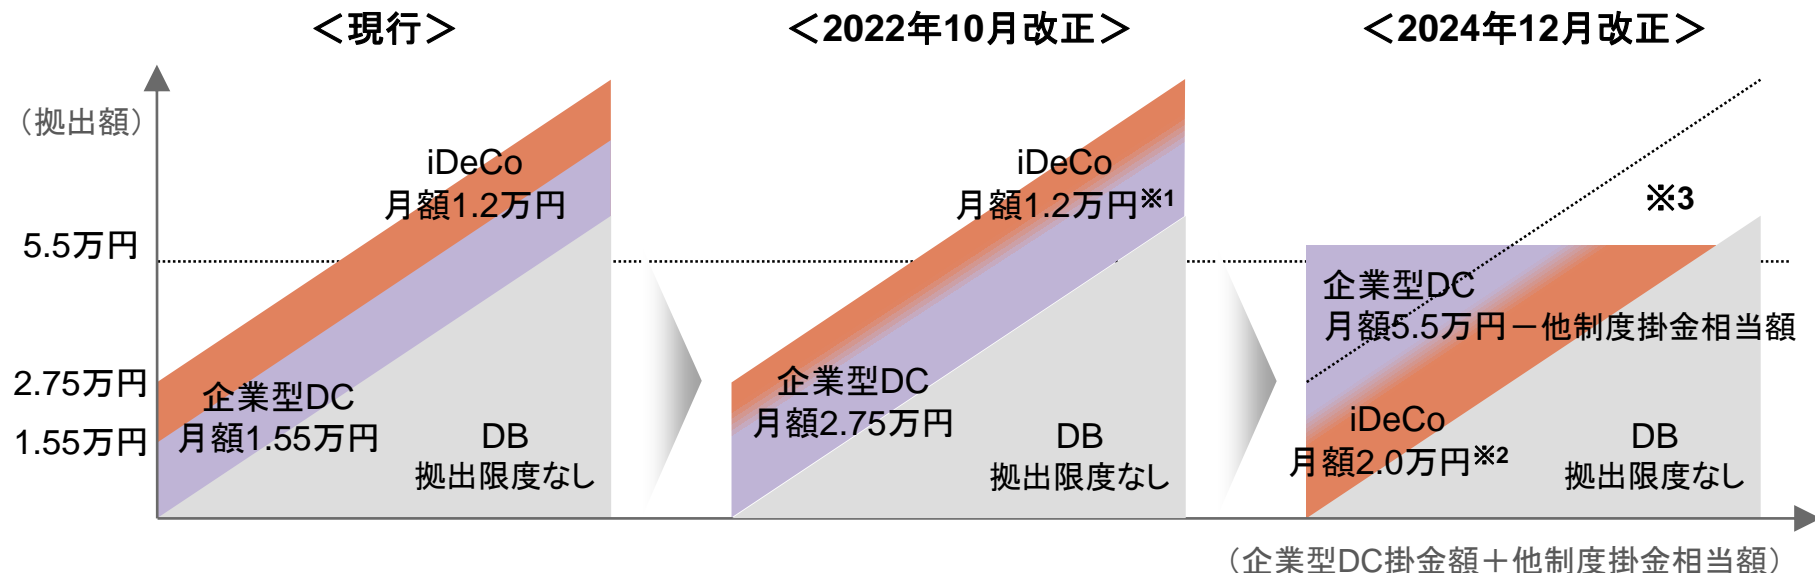 ＜現行＞
＜2022年10月改正＞
＜2024年12月改正＞
（拠出額）
5.5万円
2.75万円
1.55万円
iDeCo
月額1.2万円
企業型DC
月額1.55万円
DB
拠出限度なし
iDeCo
月額1.2万円※1
企業型DC
月額2.75万円
DB
拠出限度なし
※3
企業型DC
月額5.5万円－他制度掛金相当額
iDeCo
月額2.0万円※2
DB
拠出限度なし
（企業型DC掛金額＋他制度掛金相当額）